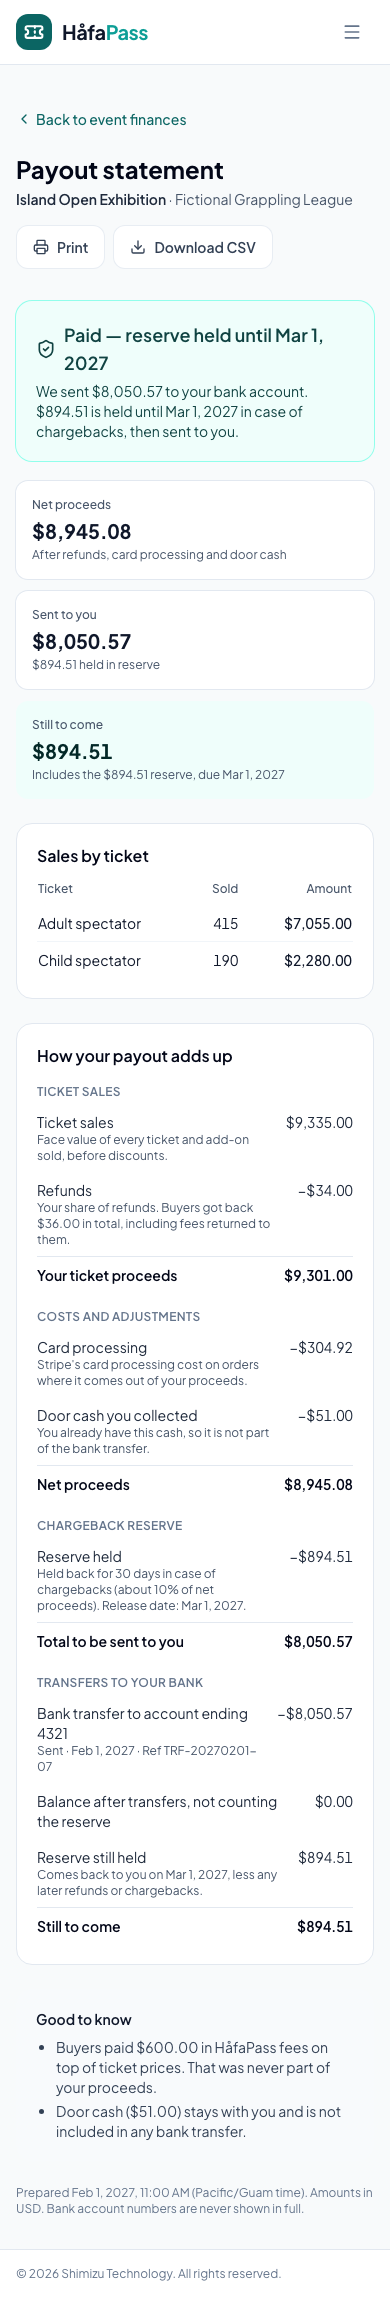 HåfaPass
Back to event finances
Payout statement
Island Open Exhibition · Fictional Grappling League
Print
Download CSV
Paid — reserve held until Mar 1,
2027
We sent $8,050.57 to your bank account.
$894.51 is held until Mar 1, 2027 in case of
chargebacks, then sent to you.
Net proceeds
$8,945.08
After refunds, card processing and door cash
Sent to you
$8,050.57
$894.51 held in reserve
Still to come
$894.51
Includes the $894.51 reserve, due Mar 1, 2027
Sales by ticket
Ticket Sold Amount
Adult spectator 415 $7,055.00
Child spectator 190 $2,280.00
How your payout adds up
TICKET SALES
Ticket sales $9,335.00
Face value of every ticket and add-on
sold, before discounts.
Refunds −$34.00
Your share of refunds. Buyers got back
$36.00 in total, including fees returned to
them.
Your ticket proceeds $9,301.00
COSTS AND ADJUSTMENTS
Card processing −$304.92
Stripe's card processing cost on orders
where it comes out of your proceeds.
Door cash you collected −$51.00
You already have this cash, so it is not part
of the bank transfer.
Net proceeds $8,945.08
CHARGEBACK RESERVE
Reserve held −$894.51
Held back for 30 days in case of
chargebacks (about 10% of net
proceeds). Release date: Mar 1, 2027.
Total to be sent to you $8,050.57
TRANSFERS TO YOUR BANK
Bank transfer to account ending −$8,050.57
4321
Sent · Feb 1, 2027 · Ref TRF-20270201-
07
Balance after transfers, not counting $0.00
the reserve
Reserve still held $894.51
Comes back to you on Mar 1, 2027, less any
later refunds or chargebacks.
Still to come $894.51
Good to know
• Buyers paid $600.00 in HåfaPass fees on
top of ticket prices. That was never part of
your proceeds.
• Door cash ($51.00) stays with you and is not
included in any bank transfer.
Prepared Feb 1, 2027, 11:00 AM (Pacific/Guam time). Amounts in
USD. Bank account numbers are never shown in full.
© 2026 Shimizu Technology. All rights reserved.